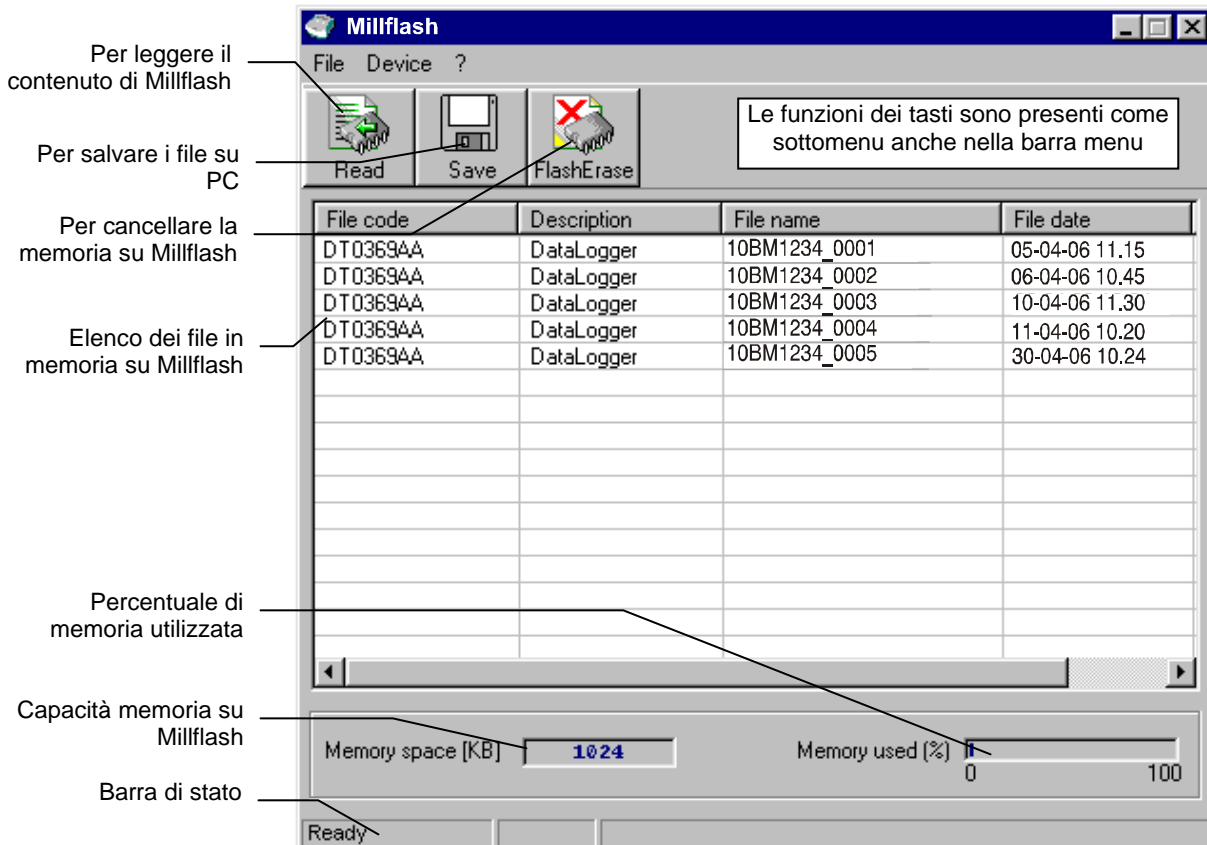 Millflash
File Device ?
Per leggere il
contenuto di Millflash
Read Save FlashErase
Le funzioni dei tasti sono presenti come
sottomenu anche nella barra menu
Per salvare i file su
PC
Per cancellare la
memoria su Millflash
File code Description File name File date
DT0369AA DataLogger 10BM1234_0001 05-04-06 11.15
DT0369AA DataLogger 10BM1234_0002 06-04-06 10.45
DT0369AA DataLogger 10BM1234_0003 10-04-06 11.30
DT0369AA DataLogger 10BM1234_0004 11-04-06 10.20
DT0369AA DataLogger 10BM1234_0005 30-04-06 10.24
Elenco dei file in
memoria su Millflash
Percentuale di
memoria utilizzata
Capacità memoria su
Millflash
Memory space [KB] 1024 Memory used (%)
0 100
Barra di stato
Ready